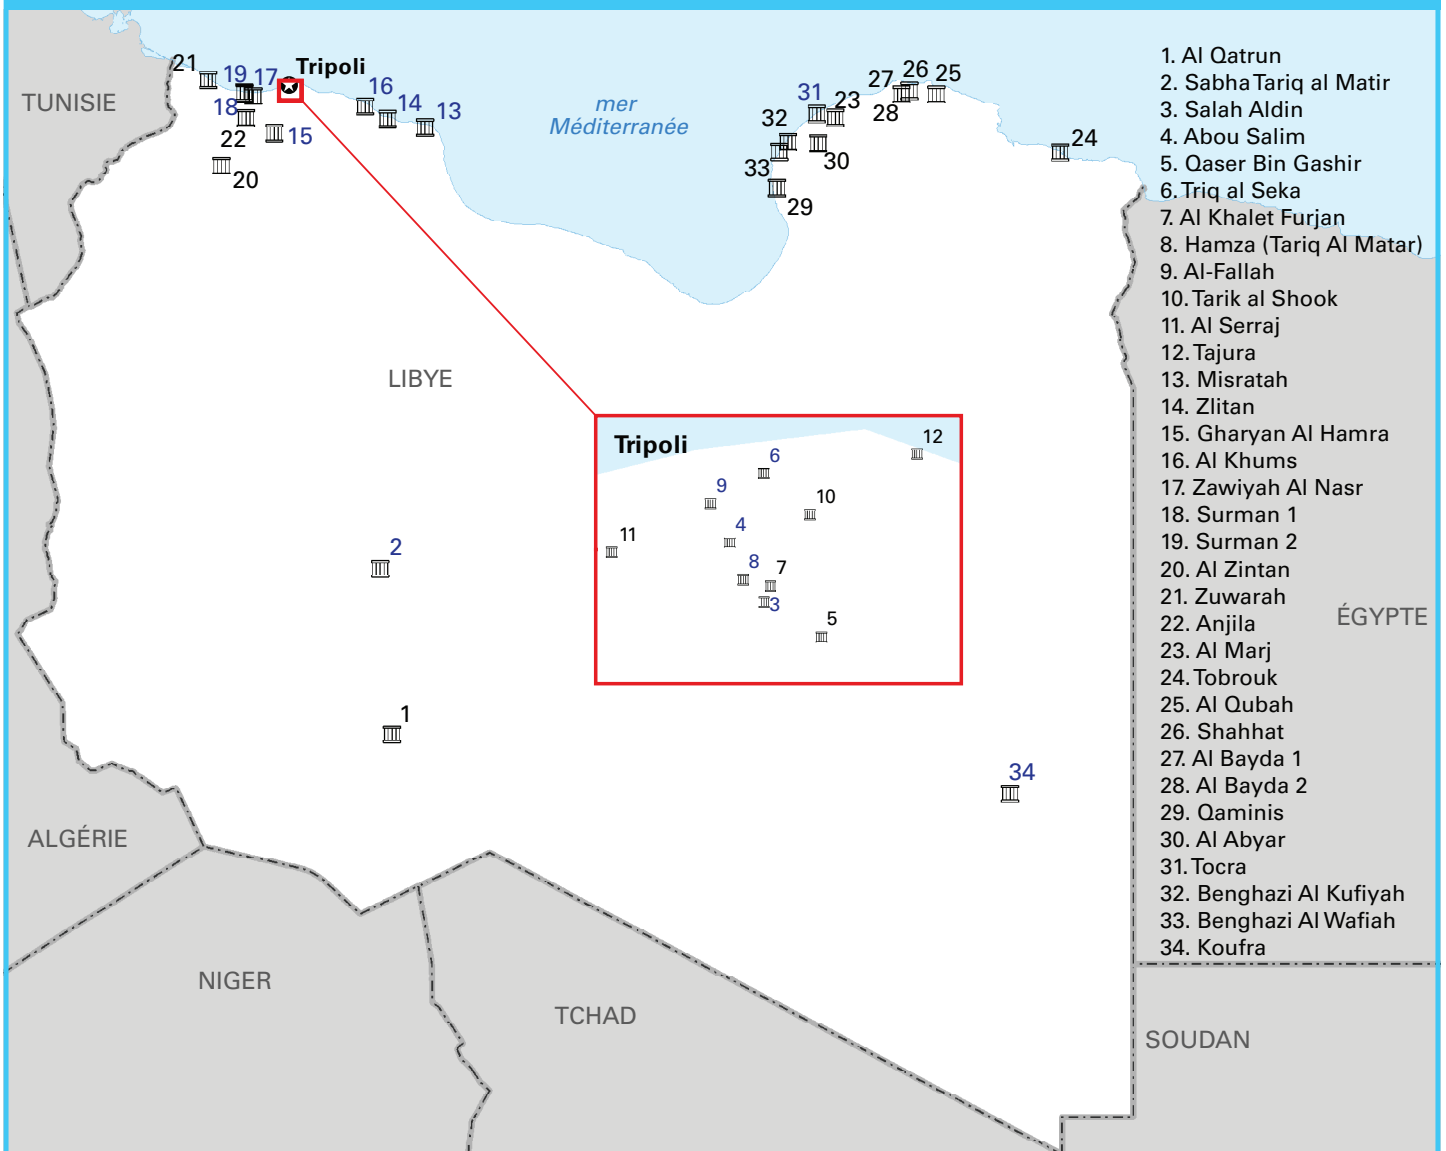 21
19
17
Tripoli
16
14
13
18
22
15
20
TUNISIE
mer
Méditerranée
27
26
25
31
23
28
32
30
33
29
24
LIBYE
Tripoli
12
6
9
10
4
11
8
7
3
5
2
1
34
ALGÉRIE
NIGER
TCHAD
SOUDAN
ÉGYPTE
1. Al Qatrun
2. Sabha Tariq al Matir
3. Salah Aldin
4. Abou Salim
5. Qaser Bin Gashir
6. Triq al Seka
7. Al Khalet Furjan
8. Hamza (Tariq Al Matar)
9. Al-Fallah
10. Tarik al Shook
11. Al Serraj
12. Tajura
13. Misratah
14. Zlitan
15. Gharyan Al Hamra
16. Al Khums
17. Zawiyah Al Nasr
18. Surman 1
19. Surman 2
20. Al Zintan
21. Zuwarah
22. Anjila
23. Al Marj
24. Tobrouk
25. Al Qubah
26. Shahhat
27. Al Bayda 1
28. Al Bayda 2
29. Qaminis
30. Al Abyar
31. Tocra
32. Benghazi Al Kufiyah
33. Benghazi Al Wafiah
34. Koufra